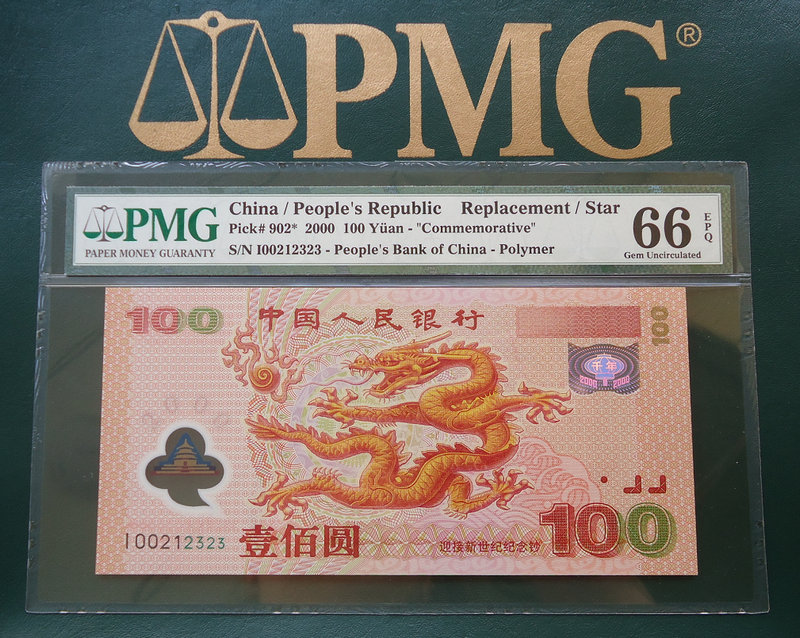 PMG®
PMG
PAPER MONEY GUARANTY
China / People's Republic Replacement / Star
Pick# 902* 2000 100 Yüan - "Commemorative"
S/N I00212323 - People's Bank of China - Polymer
66
EPQ
Gem Uncirculated
100
中国人民银行
100
千年
2000 2000
I00212323
壹佰圆
迎接新世纪纪念钞
100